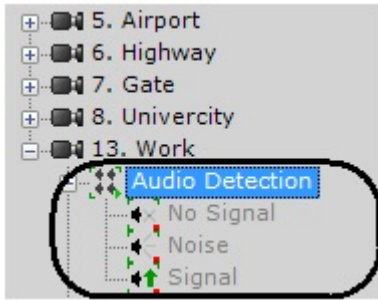 5. Airport
6. Highway
7. Gate
8. Univercity
13. Work
Audio Detection
No Signal
Noise
Signal